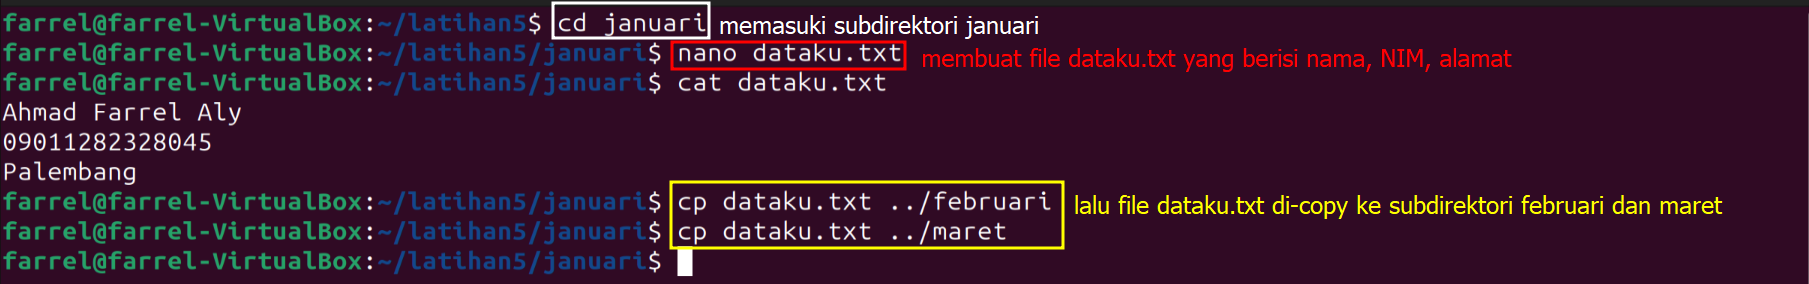 farrel@farrel-VirtualBox:~/latihan5$ cd januari memasuki subdirektori januari
farrel@farrel-VirtualBox:~/latihan5/januari$ nano dataku.txt membuat file dataku.txt yang berisi nama, NIM, alamat
farrel@farrel-VirtualBox:~/latihan5/januari$ cat dataku.txt
Ahmad Farrel Aly
09011282328045
Palembang
farrel@farrel-VirtualBox:~/latihan5/januari$ cp dataku.txt ../februari lalu file dataku.txt di-copy ke subdirektori februari dan maret
farrel@farrel-VirtualBox:~/latihan5/januari$ cp dataku.txt ../maret
farrel@farrel-VirtualBox:~/latihan5/januari$